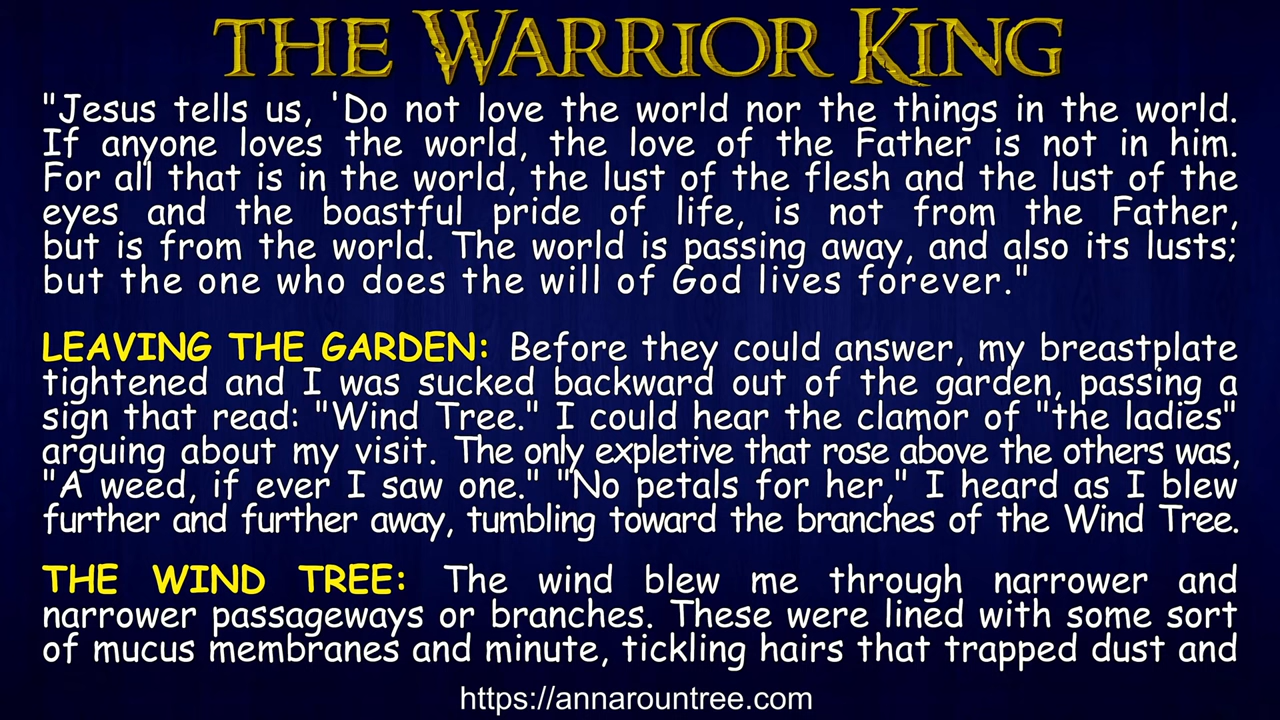 THE WARRIOR KING
"Jesus tells us, 'Do not love the world nor the things in the world.
If anyone loves the world, the love of the Father is not in him.
For all that is in the world, the lust of the flesh and the lust of the
eyes and the boastful pride of life, is not from the Father,
but is from the world. The world is passing away, and also its lusts;
but the one who does the will of God lives forever."
LEAVING THE GARDEN: Before they could answer, my breastplate
tightened and I was sucked backward out of the garden, passing a
sign that read: "Wind Tree." I could hear the clamor of "the ladies"
arguing about my visit. The only expletive that rose above the others was,
"A weed, if ever I saw one." "No petals for her," I heard as I blew
further and further away, tumbling toward the branches of the Wind Tree.
THE WIND TREE: The wind blew me through narrower and
narrower passageways or branches. These were lined with some sort
of mucus membranes and minute, tickling hairs that trapped dust and
https://annarountree.com